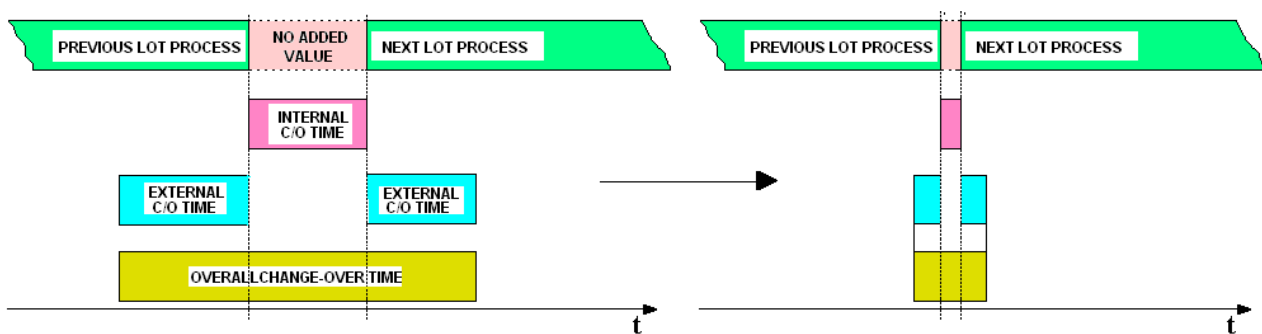 PREVIOUS LOT PROCESS
NO ADDED
VALUE
NEXT LOT PROCESS
INTERNAL
C/O TIME
EXTERNAL
C/O TIME
EXTERNAL
C/O TIME
OVERALLCHANGE-OVER TIME
t
PREVIOUS LOT PROCESS
NEXT LOT PROCESS
t